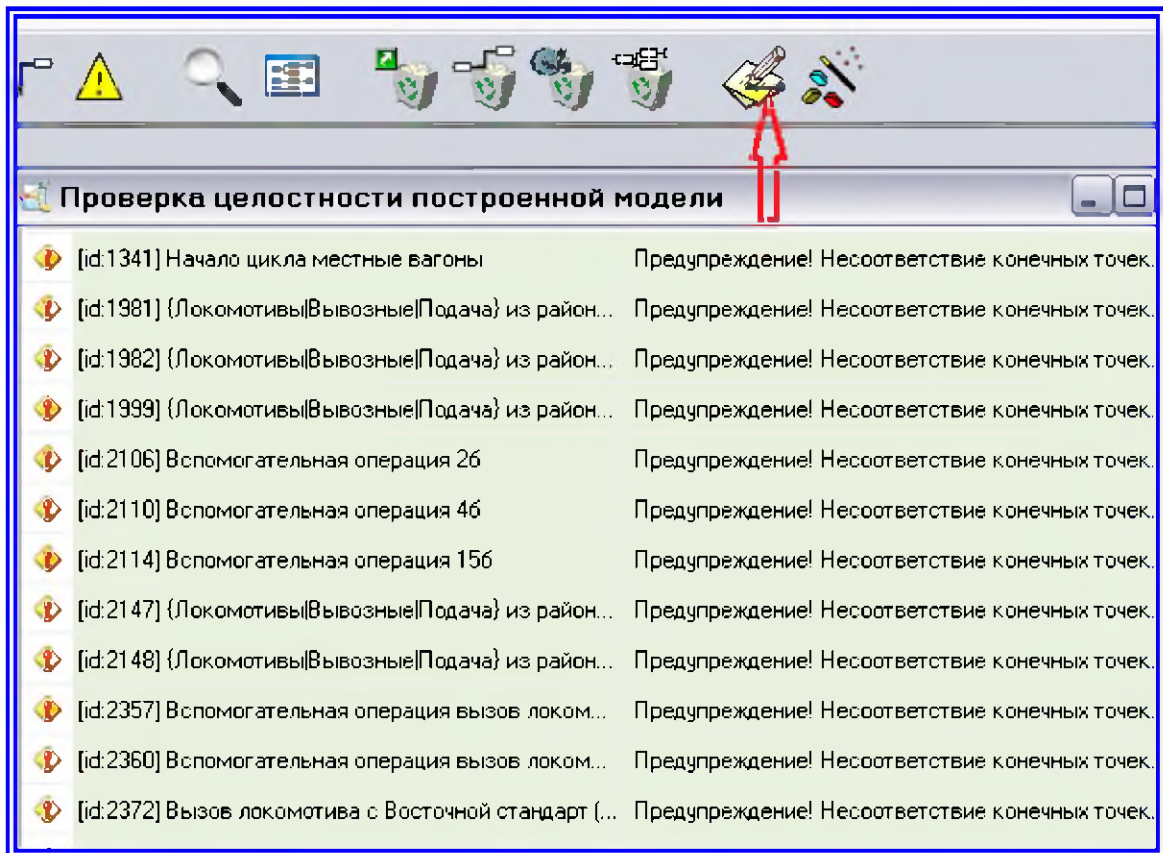 Проверка целостности построенной модели
[id:1341] Начало цикла местные вагоны Предупреждение! Несоответствие конечных точек.
[id:1981] {Локомотивы|Вывозные|Подача} из район... Предупреждение! Несоответствие конечных точек.
[id:1982] {Локомотивы|Вывозные|Подача} из район... Предупреждение! Несоответствие конечных точек.
[id:1999] {Локомотивы|Вывозные|Подача} из район... Предупреждение! Несоответствие конечных точек.
[id:2106] Вспомогательная операция 2б Предупреждение! Несоответствие конечных точек.
[id:2110] Вспомогательная операция 4б Предупреждение! Несоответствие конечных точек.
[id:2114] Вспомогательная операция 15б Предупреждение! Несоответствие конечных точек.
[id:2147] {Локомотивы|Вывозные|Подача} из район... Предупреждение! Несоответствие конечных точек.
[id:2148] {Локомотивы|Вывозные|Подача} из район... Предупреждение! Несоответствие конечных точек.
[id:2357] Вспомогательная операция вызов локом... Предупреждение! Несоответствие конечных точек.
[id:2360] Вспомогательная операция вызов локом... Предупреждение! Несоответствие конечных точек.
[id:2372] Вызов локомотива с Восточной стандарт (... Предупреждение! Несоответствие конечных точек.